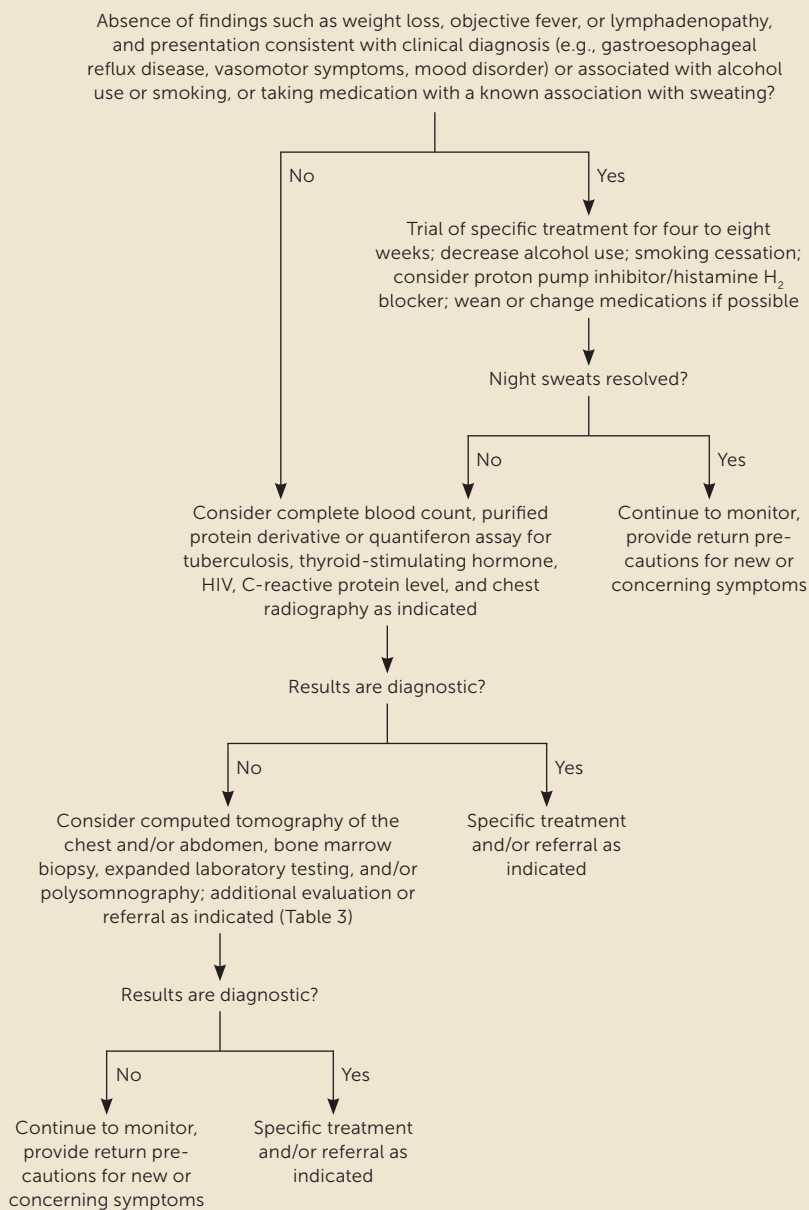 Absence of findings such as weight loss, objective fever, or lymphadenopathy,
and presentation consistent with clinical diagnosis (e.g., gastroesophageal
reflux disease, vasomotor symptoms, mood disorder) or associated with alcohol
use or smoking, or taking medication with a known association with sweating?
No
Yes
Trial of specific treatment for four to eight
weeks; decrease alcohol use; smoking cessation;
consider proton pump inhibitor/histamine H₂
blocker; wean or change medications if possible
Night sweats resolved?
No
Yes
Consider complete blood count, purified
protein derivative or quantiferon assay for
tuberculosis, thyroid-stimulating hormone,
HIV, C-reactive protein level, and chest
radiography as indicated
Continue to monitor,
provide return pre-
cautions for new or
concerning symptoms
Results are diagnostic?
No
Yes
Consider computed tomography of the
chest and/or abdomen, bone marrow
biopsy, expanded laboratory testing, and/or
polysomnography; additional evaluation or
referral as indicated (Table 3)
Specific treatment
and/or referral as
indicated
Results are diagnostic?
No
Yes
Continue to monitor,
provide return pre-
cautions for new or
concerning symptoms
Specific treatment
and/or referral as
indicated